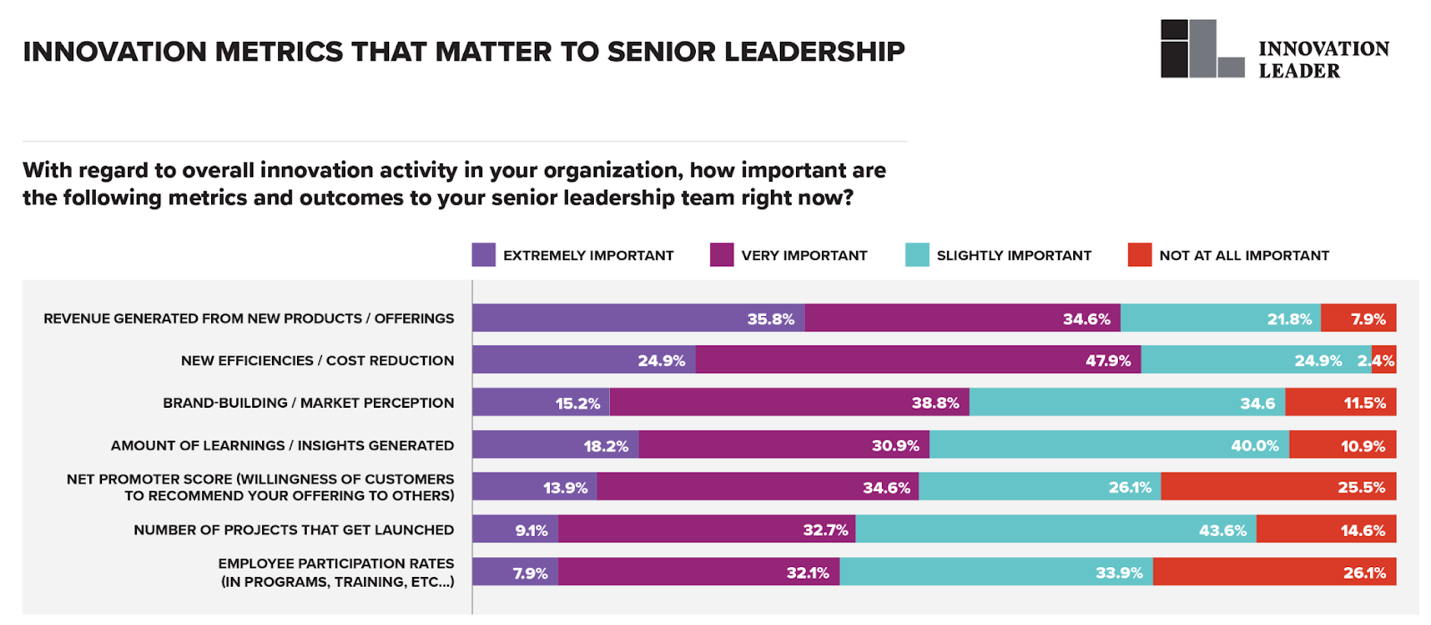 INNOVATION METRICS THAT MATTER TO SENIOR LEADERSHIP
INNOVATION
LEADER
With regard to overall innovation activity in your organization, how important are
the following metrics and outcomes to your senior leadership team right now?
EXTREMELY IMPORTANT VERY IMPORTANT SLIGHTLY IMPORTANT NOT AT ALL IMPORTANT
REVENUE GENERATED FROM NEW PRODUCTS / OFFERINGS 35.8% 34.6% 21.8% 7.9%
NEW EFFICIENCIES / COST REDUCTION 24.9% 47.9% 24.9% 2.4%
BRAND-BUILDING / MARKET PERCEPTION 15.2% 38.8% 34.6 11.5%
AMOUNT OF LEARNINGS / INSIGHTS GENERATED 18.2% 30.9% 40.0% 10.9%
NET PROMOTER SCORE (WILLINGNESS OF CUSTOMERS
TO RECOMMEND YOUR OFFERING TO OTHERS) 13.9% 34.6% 26.1% 25.5%
NUMBER OF PROJECTS THAT GET LAUNCHED 9.1% 32.7% 43.6% 14.6%
EMPLOYEE PARTICIPATION RATES
(IN PROGRAMS, TRAINING, ETC...) 7.9% 32.1% 33.9% 26.1%